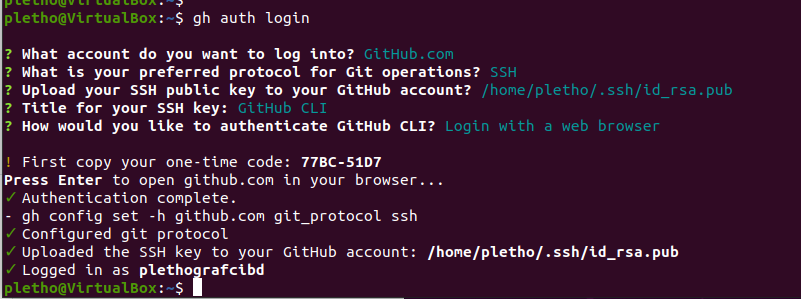 pletho@VirtualBox:~$
pletho@VirtualBox:~$ gh auth login
? What account do you want to log into? GitHub.com
? What is your preferred protocol for Git operations? SSH
? Upload your SSH public key to your GitHub account? /home/pletho/.ssh/id_rsa.pub
? Title for your SSH key: GitHub CLI
? How would you like to authenticate GitHub CLI? Login with a web browser
! First copy your one-time code: 77BC-51D7
Press Enter to open github.com in your browser...
✓ Authentication complete.
- gh config set -h github.com git_protocol ssh
✓ Configured git protocol
✓ Uploaded the SSH key to your GitHub account: /home/pletho/.ssh/id_rsa.pub
✓ Logged in as plethografcibd
pletho@VirtualBox:~$